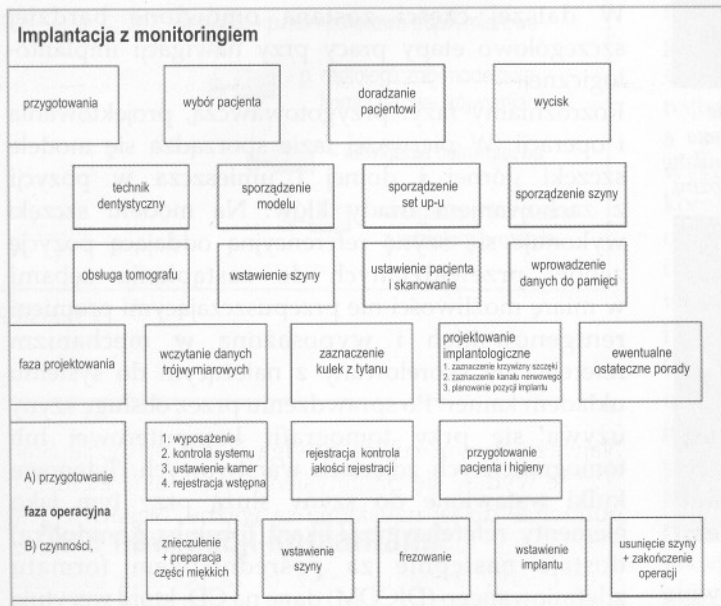 Implantacja z monitoringiem
przygotowania
wybór pacjenta
doradzanie
pacjentowi
wycisk
technik
dentystyczny
sporządzenie
modelu
sporządzenie
set up-u
sporządzenie szyny
obsługa tomografu
wstawienie szyny
ustawienie pacjenta
i skanowanie
wprowadzenie
danych do pamięci
faza projektowania
wczytanie danych
trójwymiarowych
zaznaczenie
kulek z tytanu
projektowanie
implantologiczne
1. zaznaczenie krzywizny szczęki
2. zaznaczenie kanału nerwowego
3. planowanie pozycji implantu
ewentualne
ostateczne porady
A) przygotowanie
1. wyposażenie
2. kontrola systemu
3. ustawienie kamer
4. rejestracja wstępna
rejestracja kontrola
jakości rejestracji
przygotowanie
pacjenta i higieny
faza operacyjna
B) czynności,
znieczulenie
+ preparacja
części miękkich
wstawienie
szyny
frezowanie
wstawienie
implantu
usunięcie szyny
+ zakończenie
operacji